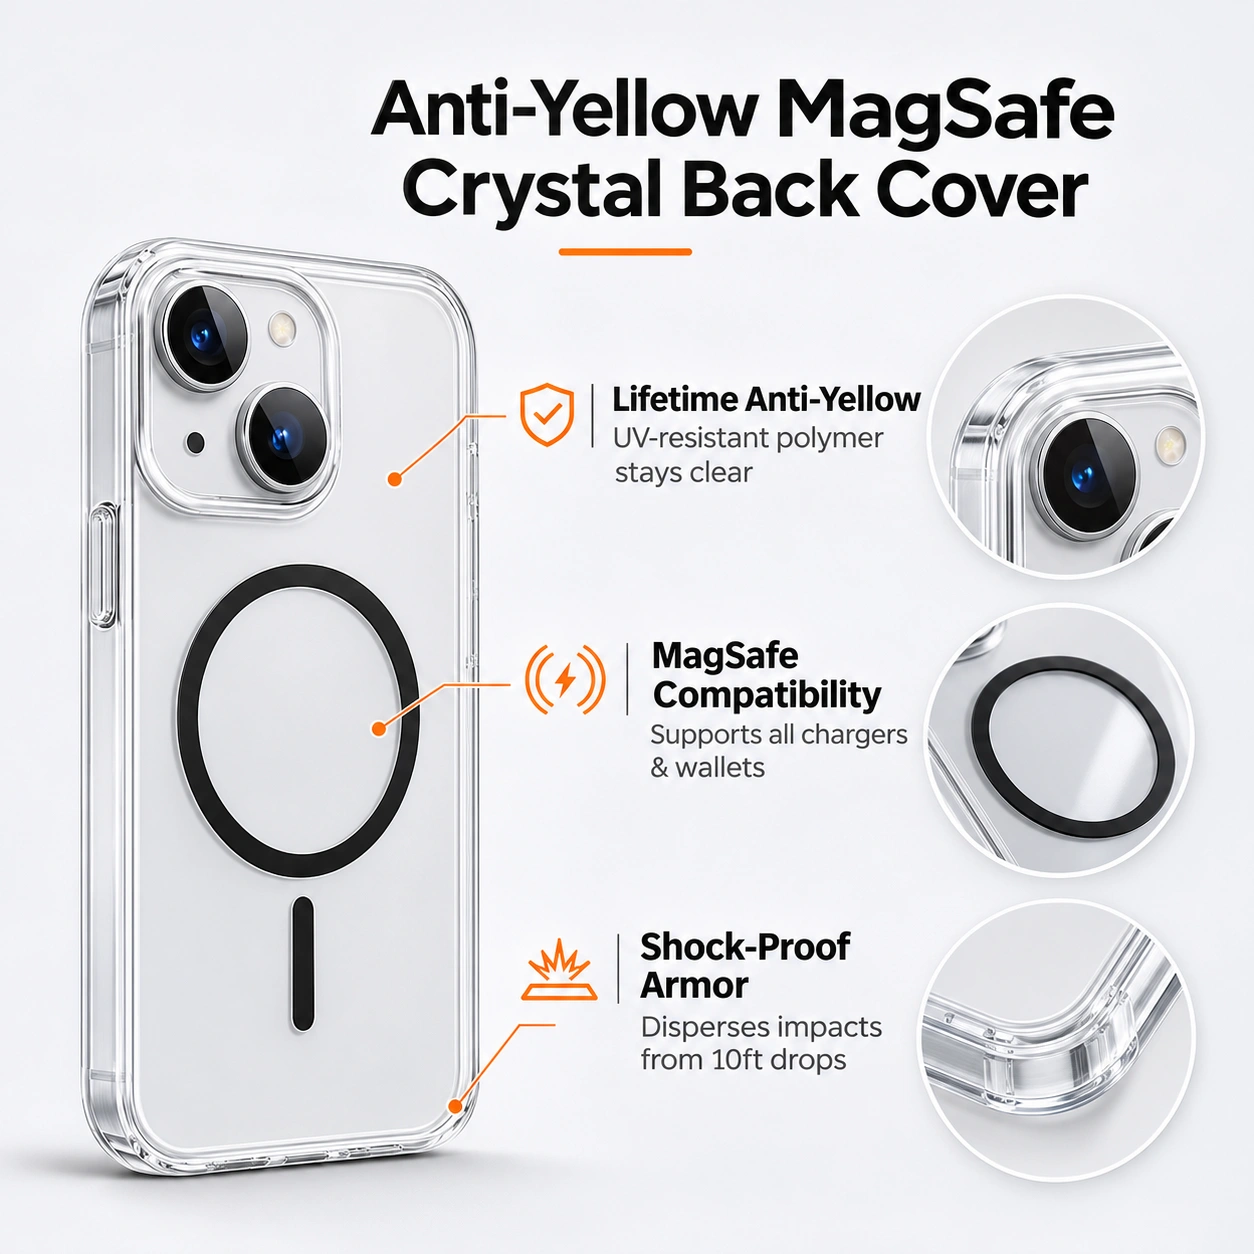 Anti-Yellow MagSafe
Crystal Back Cover
Lifetime Anti-Yellow
UV-resistant polymer
stays clear
MagSafe
Compatibility
Supports all chargers
& wallets
Shock-Proof
Armor
Disperses impacts
from 10ft drops